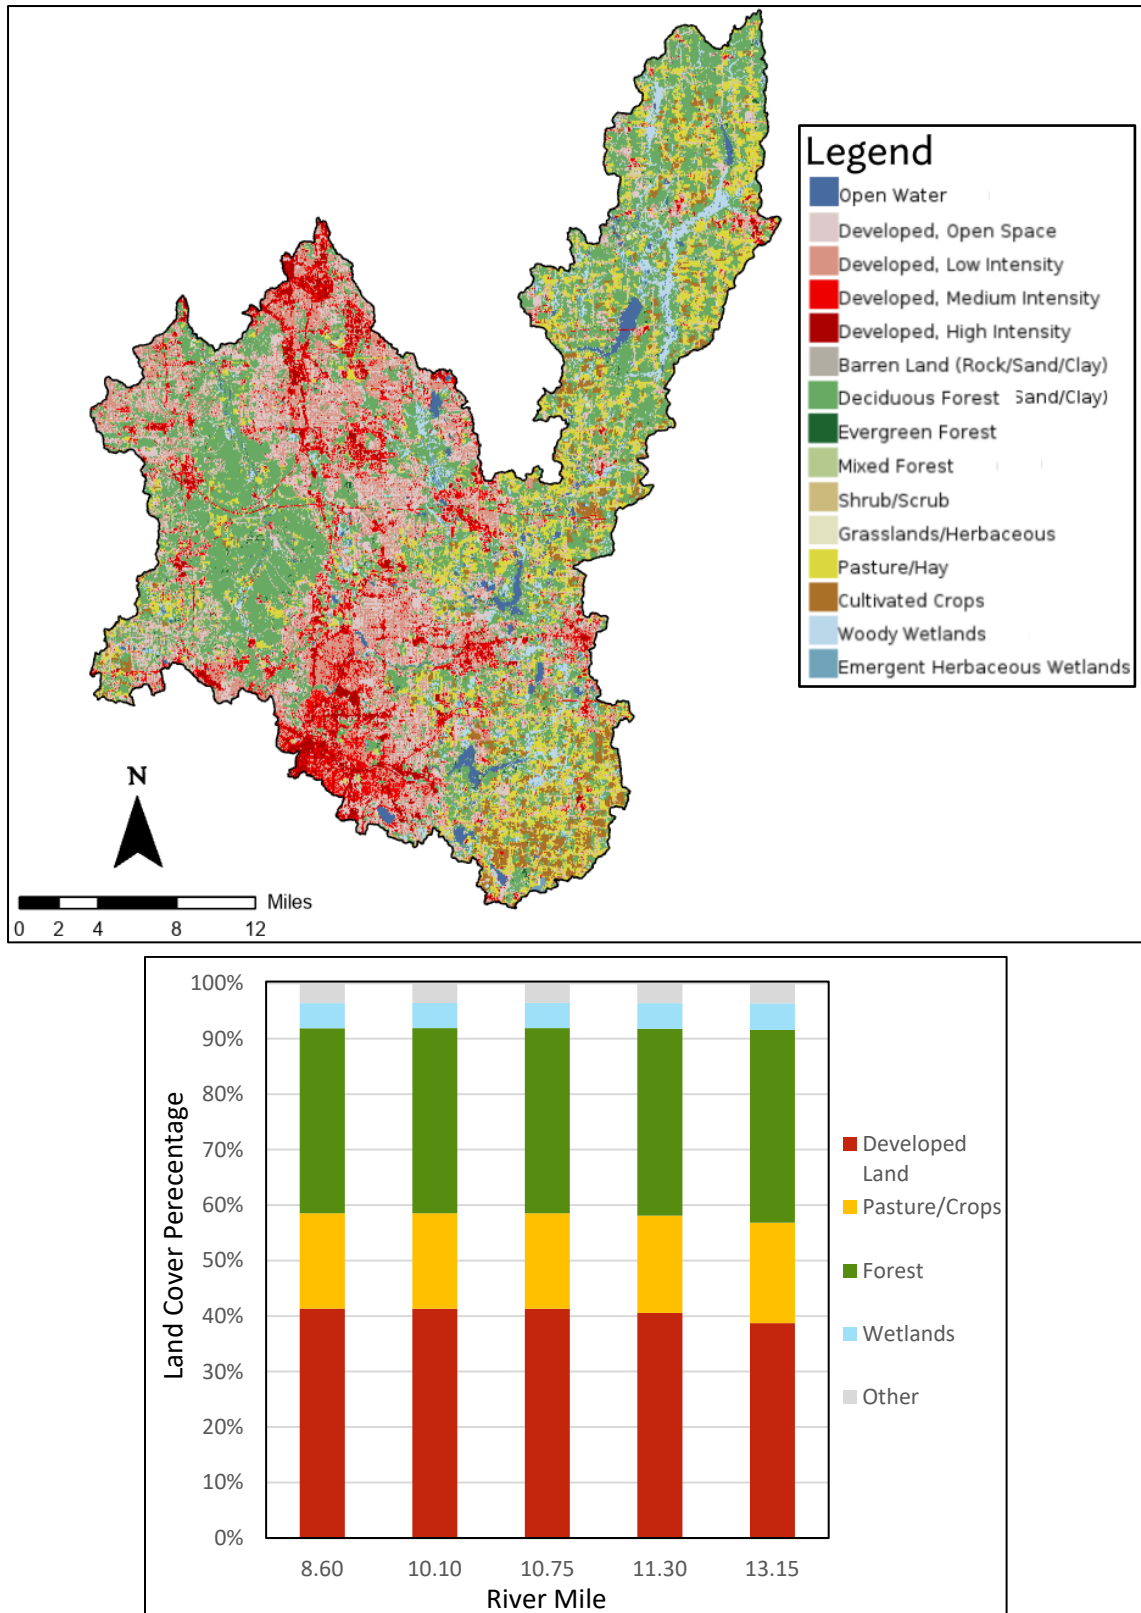 Legend
Open Water
Developed, Open Space
Developed, Low Intensity
Developed, Medium Intensity
Developed, High Intensity
Barren Land (Rock/Sand/Clay)
Deciduous Forest Sand/Clay)
Evergreen Forest
Mixed Forest
Shrub/Scrub
Grasslands/Herbaceous
Pasture/Hay
Cultivated Crops
Woody Wetlands
Emergent Herbaceous Wetlands
N
Miles
0 2 4 8 12
Land Cover Perecentage
100%
90%
80%
70%
60%
50%
40%
30%
20%
10%
0%
8.60 10.10 10.75 11.30 13.15
River Mile
Developed
Land
Pasture/Crops
Forest
Wetlands
Other